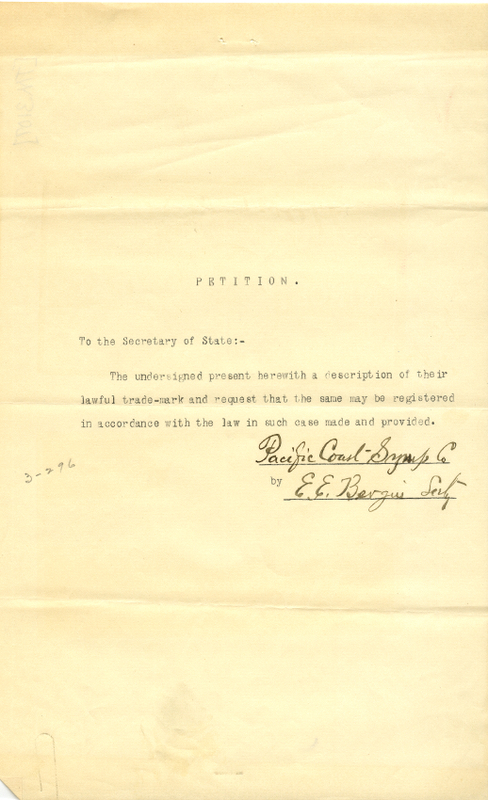 PETITION.
To the Secretary of State:-
The undersigned present herewith a description of their
lawful trade-mark and request that the same may be registered
in accordance with the law in such case made and provided.
Pacific Coast Syrup Co
by E. E. Bergin Secty
3-296